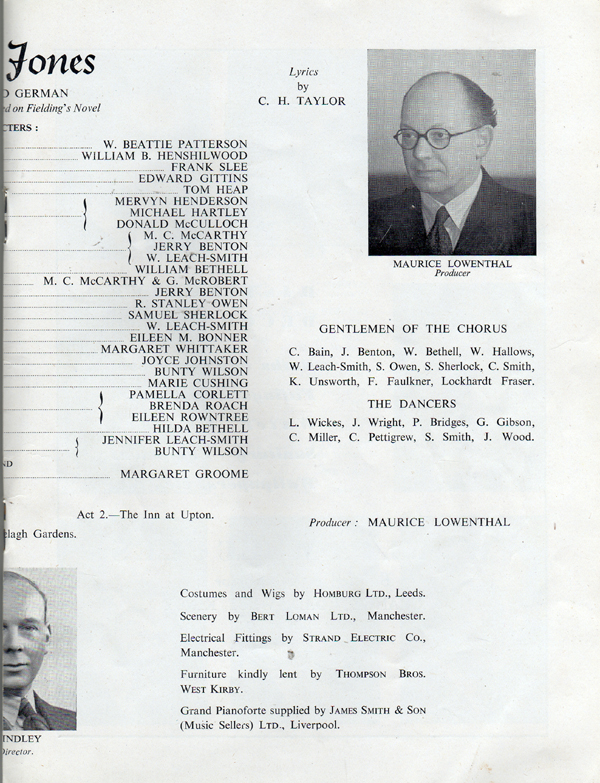 Jones
D GERMAN
ed on Fielding's Novel
CTERS :
W. BEATTIE PATTERSON
WILLIAM B. HENSHILWOOD
FRANK SLEE
EDWARD GITTINS
TOM HEAP
MERVYN HENDERSON
MICHAEL HARTLEY
DONALD McCULLOCH
M. C. McCARTHY
JERRY BENTON
W. LEACH-SMITH
WILLIAM BETHELL
M. C. McCARTHY & G. McROBERT
JERRY BENTON
R. STANLEY OWEN
SAMUEL SHERLOCK
W. LEACH-SMITH
EILEEN M. BONNER
MARGARET WHITTAKER
JOYCE JOHNSTON
BUNTY WILSON
MARIE CUSHING
PAMELLA CORLETT
BRENDA ROACH
EILEEN ROWNTREE
HILDA BETHELL
JENNIFER LEACH-SMITH
BUNTY WILSON
ND
MARGARET GROOME
Act 2.—The Inn at Upton.
elagh Gardens.
INDLEY
Director.
Lyrics
by
C. H. TAYLOR
MAURICE LOWENTHAL
Producer
GENTLEMEN OF THE CHORUS
C. Bain, J. Benton, W. Bethell, W. Hallows,
W. Leach-Smith, S. Owen, S. Sherlock, C. Smith,
K. Unsworth, F. Faulkner, Lockhardt Fraser.
THE DANCERS
L. Wickes, J. Wright, P. Bridges, G. Gibson,
C. Miller, C. Pettigrew, S. Smith, J. Wood.
Producer : MAURICE LOWENTHAL
Costumes and Wigs by HOMBURG LTD., Leeds.
Scenery by BERT LOMAN LTD., Manchester.
Electrical Fittings by STRAND ELECTRIC CO.,
Manchester.
Furniture kindly lent by THOMPSON BROS.
WEST KIRBY.
Grand Pianoforte supplied by JAMES SMITH & SON
(Music Sellers) LTD., Liverpool.